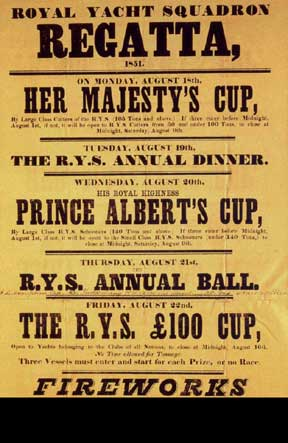 ROYAL YACHT SQUADRON
REGATTA,
1851.
ON MONDAY, AUGUST 18th,
HER MAJESTY'S CUP,
By Large Class Cutters of the R.Y.S. (105 Tons and above). If three enter before Midnight,
August 1st, if not, it will be open to R.Y.S. Cutters from 50 and under 100 Tons, to close at
Midnight, Saturday, August 9th.
TUESDAY, AUGUST 19th,
THE R.Y.S. ANNUAL DINNER.
WEDNESDAY, AUGUST 20th,
HIS ROYAL HIGHNESS
PRINCE ALBERT'S CUP,
By Large Class R.Y.S. Schooners (140 Tons and above. If three enter before Midnight,
August 1st, if not, it will be open to the Small Class R.Y.S. Schooners under 140 Tons,) to
close at Midnight, Saturday, August 9th.
THURSDAY, AUGUST 21st,
THE
R.Y.S. ANNUAL BALL.
FRIDAY, AUGUST 22nd,
THE R.Y.S. £100 CUP,
Open to Yachts belonging to the Clubs of all Nations, to close at Midnight, August 16th.
No Time allowed for Tonnage.
Three Vessels must enter and start for each Prize, or no Race.
FIREWORKS